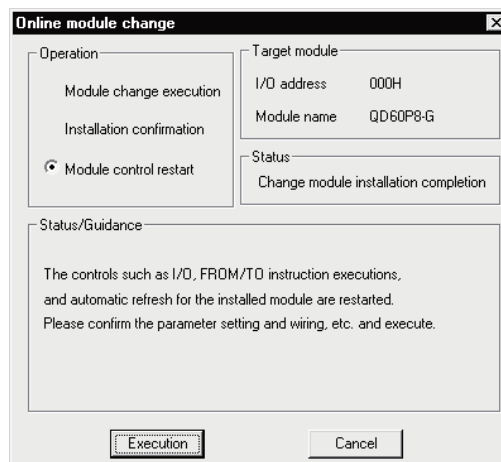 Online module change
Operation
Module change execution
Installation confirmation
Module control restart
Target module
I/O address 000H
Module name QD60P8-G
Status
Change module installation completion
Status/Guidance
The controls such as I/O, FROM/TO instruction executions,
and automatic refresh for the installed module are restarted.
Please confirm the parameter setting and wiring, etc. and execute.
Execution
Cancel